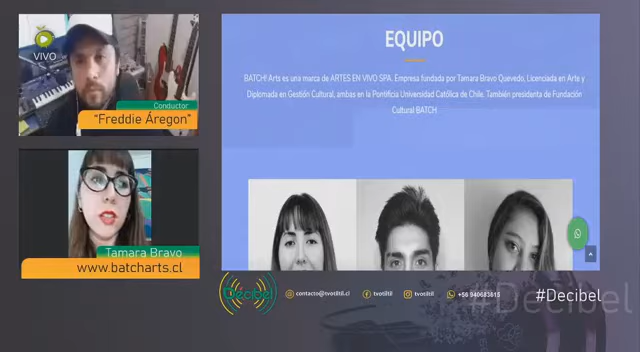 VIVO
Conductor
"Freddie Áregon"
Tamara Bravo
www.batcharts.cl
EQUIPO
BATCH! Arts es una marca de ARTES EN VIVO SPA. Empresa fundada por Tamara Bravo Quevedo, Licenciada en Arts y
Diplomada en Gestión Cultural, ambas en la Pontificia Universidad Católica de Chile. También presidenta de Fundación
Cultural BATCH
Decibel
contacto@tvotiltil.cl
tvotiltil
tvotiltil
+56 940683615
#Decibel
#Decibel